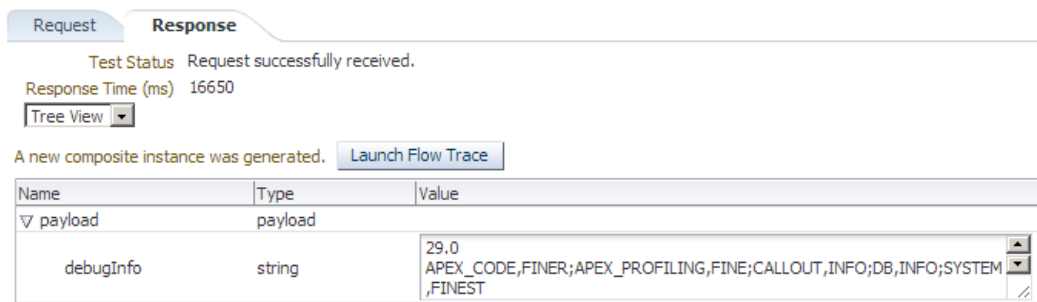 Request Response
Test Status Request successfully received.
Response Time (ms) 16650
Tree View
A new composite instance was generated. Launch Flow Trace
Name Type Value
payload payload
debugInfo string 29.0
APEX_CODE,FINER;APEX_PROFILING,FINE;CALLOUT,INFO;DB,INFO;SYSTEM
,FINEST